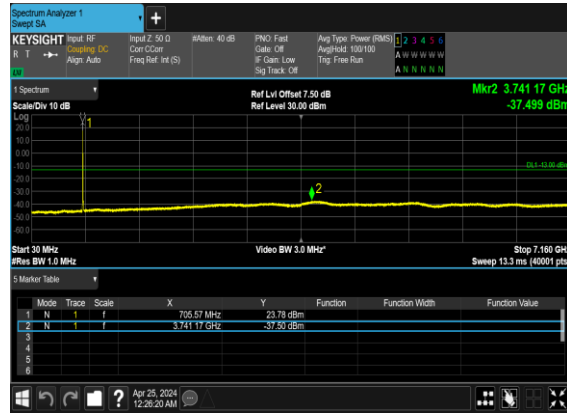 Spectrum Analyzer 1
Swept SA
+
KEYSIGHT Input: RF Input Z: 50 Ω #Atten: 40 dB PNO: Fast Avg Type: Power (RMS) 1 2 3 4 5 6
R T Coupling: DC Corr CCorr Gate: Off Avg|Hold: 100/100 A W W W W W
Align: Auto Freq Ref: Int (S) IF Gain: Low Trig: Free Run
LW Sig Track: Off A N N N N N
1 Spectrum Ref Lvl Offset 7.50 dB Mkr2 3.741 17 GHz
Scale/Div 10 dB Ref Level 30.00 dBm -37.499 dBm
Log
20.0
10.0
0.00
-10.0
-20.0
-30.0
-40.0
-50.0
-60.0
1
DL1 -13.00 dBm
2
Start 30 MHz Video BW 3.0 MHz* Stop 7.160 GHz
#Res BW 1.0 MHz Sweep 13.3 ms (40001 pts)
5 Marker Table
Mode Trace Scale X Y Function Function Width Function Value
1 N 1 f 705.57 MHz 23.78 dBm
2 N 1 f 3.741 17 GHz -37.50 dBm
3
4
5
6
? Apr 25, 2024
12:26:20 AM